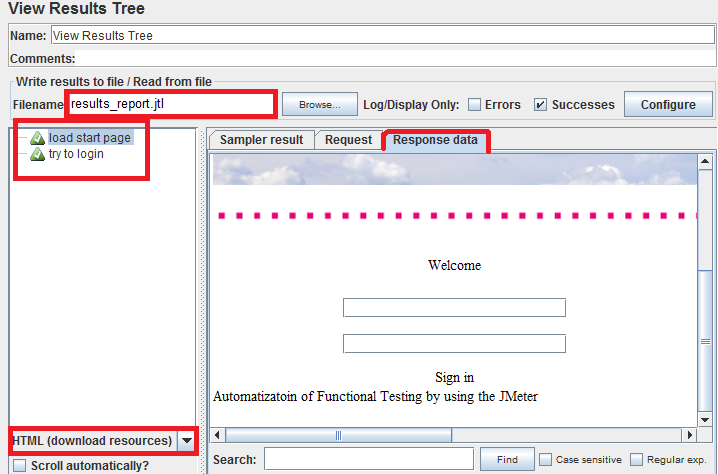 View Results Tree
Name: View Results Tree
Comments:
Write results to file / Read from file
Filename results_report.jtl Browse... Log/Display Only: Errors Successes Configure
load start page
try to login
Sampler result Request Response data
Welcome
Sign in
Automatizatoin of Functional Testing by using the JMeter
HTML (download resources)
Scroll automatically?
Search: Find Case sensitive Regular exp.